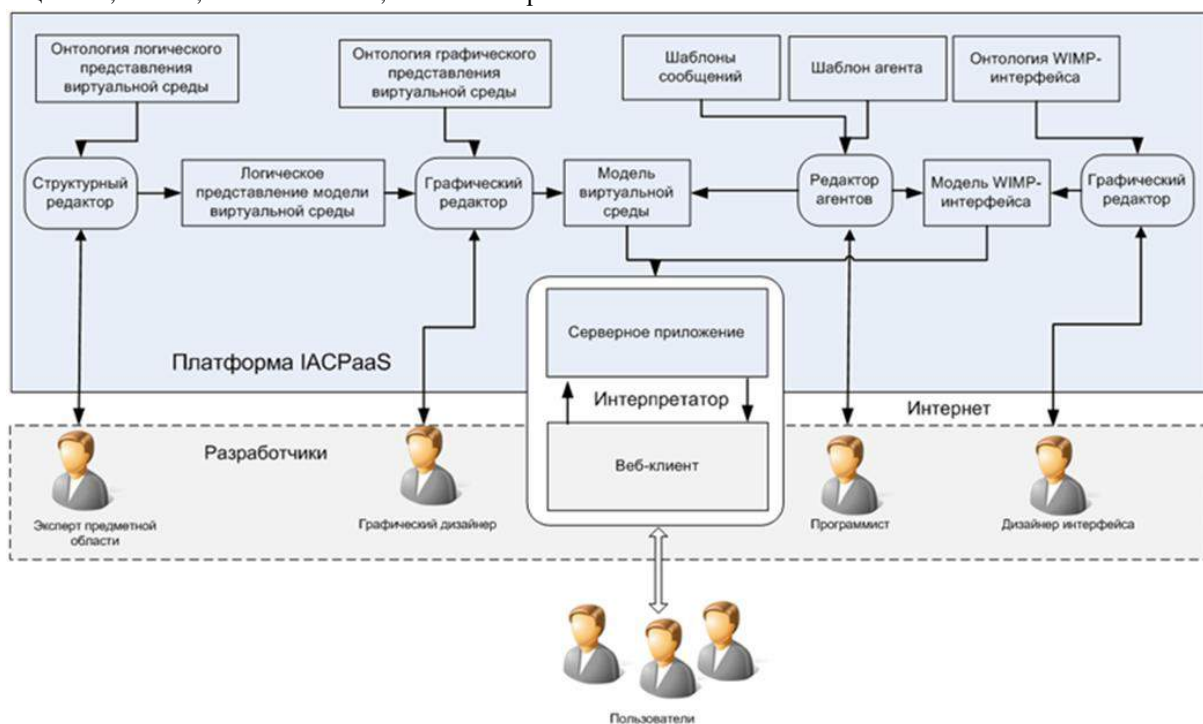 Онтология логического
представления
виртуальной среды
Онтология графического
представления
виртуальной среды
Шаблоны
сообщений
Шаблон агента
Онтология WIMP-
интерфейса
Структурный
редактор
Логическое
представление модели
виртуальной среды
Графический
редактор
Модель
виртуальной
среды
Редактор
агентов
Модель WIMP-
интерфейса
Графический
редактор
Серверное приложение
Платформа IACPaaS
Интерпретатор
Интернет
Разработчики
Веб-клиент
Эксперт предметной
области
Графический дизайнер
Программист
Дизайнер интерфейса
Пользователи